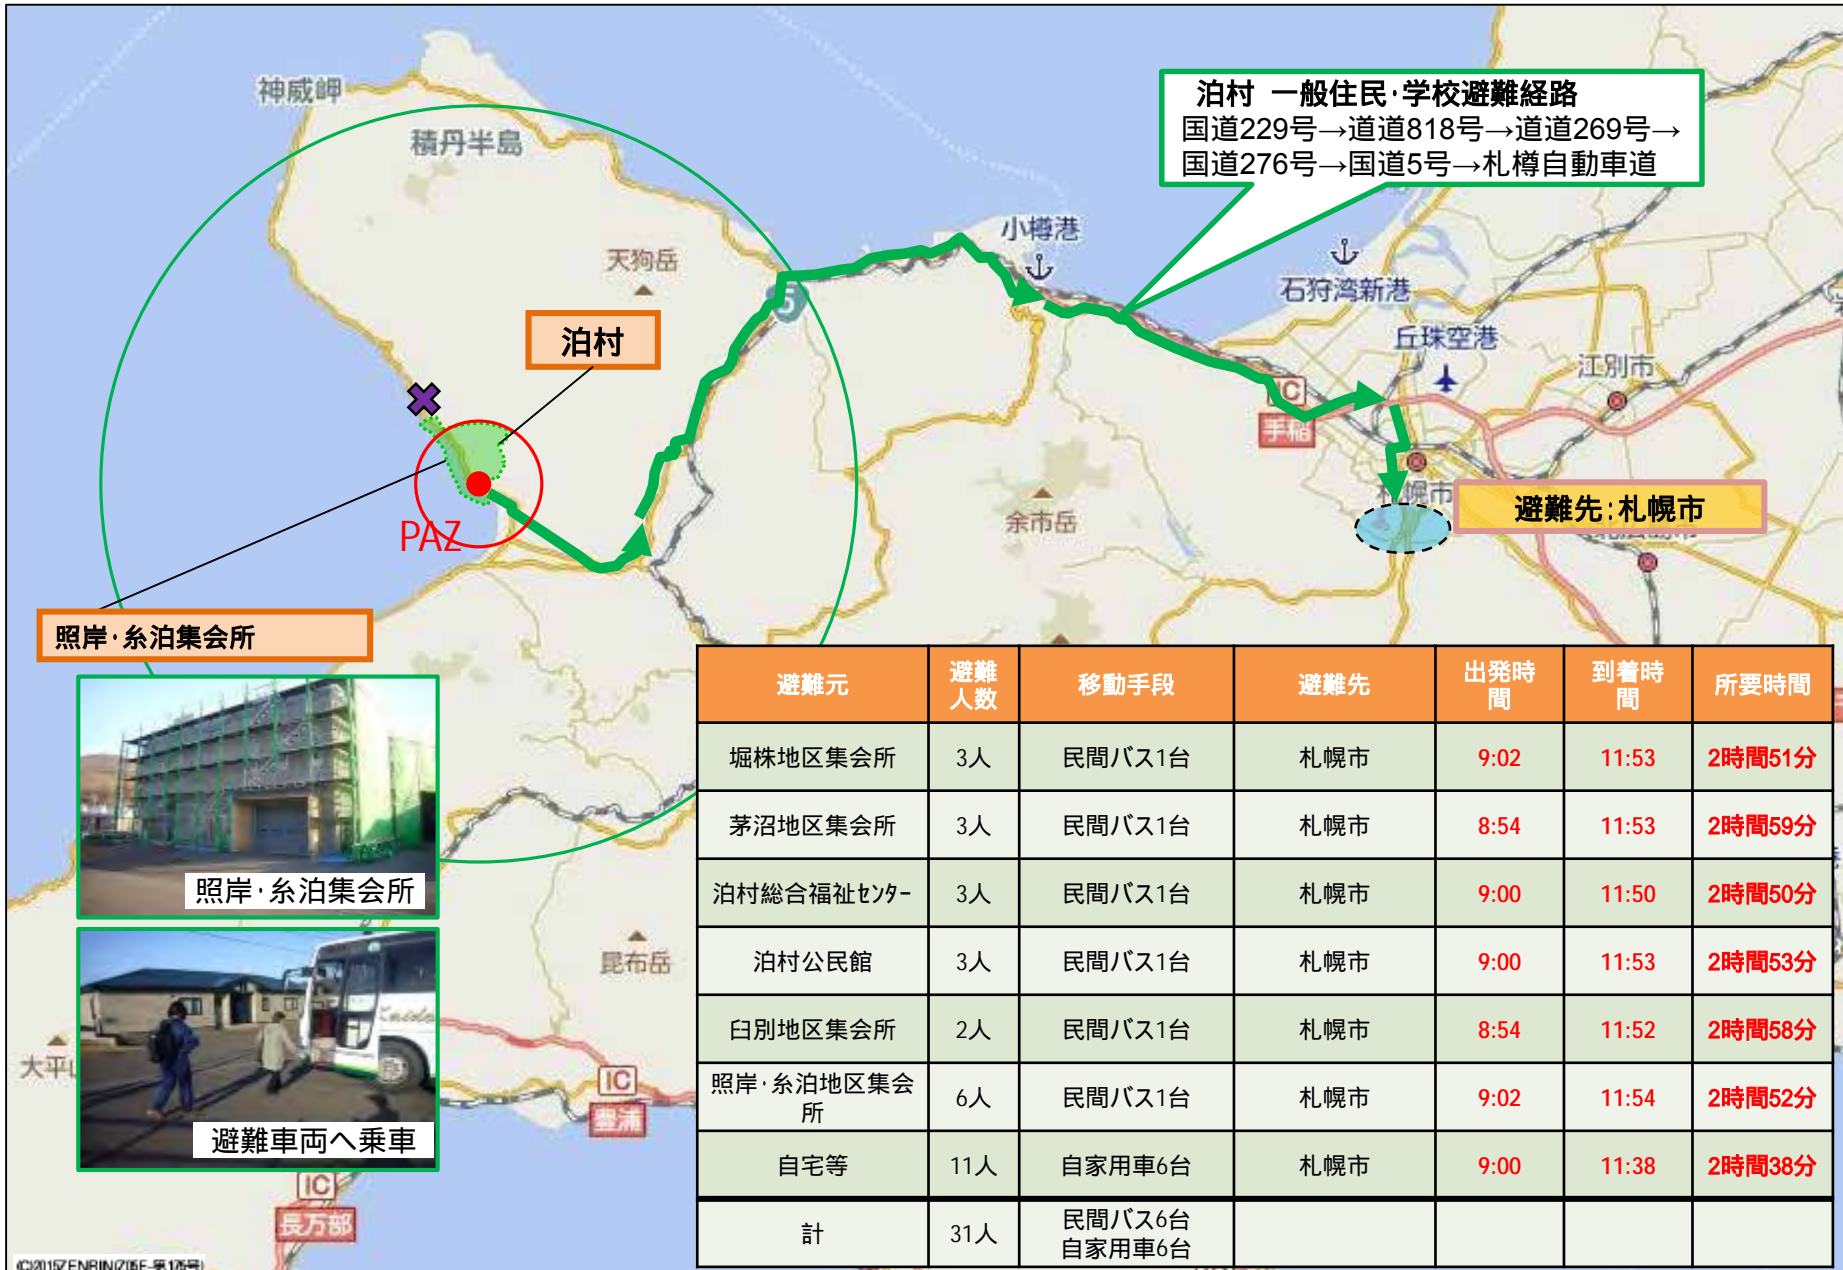 神威岬
積丹半島
泊村 一般住民・学校避難経路
国道229号→道道818号→道道269号→
国道276号→国道5号→札樽自動車道
小樽港
天狗岳
石狩湾新港
5
丘珠空港
江別市
泊村
IC
手稲
余市岳
札幌市
避難先:札幌市
PAZ
照岸・糸泊集会所
照岸・糸泊集会所
昆布岳
避難車両へ乗車
IC
豊浦
IC
長万部
避難元 避難人数 移動手段 避難先 出発時間 到着時間 所要時間
堀株地区集会所 3人 民間バス1台 札幌市 9:02 11:53 2時間51分
茅沼地区集会所 3人 民間バス1台 札幌市 8:54 11:53 2時間59分
泊村総合福祉センター 3人 民間バス1台 札幌市 9:00 11:50 2時間50分
泊村公民館 3人 民間バス1台 札幌市 9:00 11:53 2時間53分
臼別地区集会所 2人 民間バス1台 札幌市 8:54 11:52 2時間58分
照岸・糸泊地区集会所 6人 民間バス1台 札幌市 9:02 11:54 2時間52分
自宅等 11人 自家用車6台 札幌市 9:00 11:38 2時間38分
計 31人 民間バス6台 自家用車6台